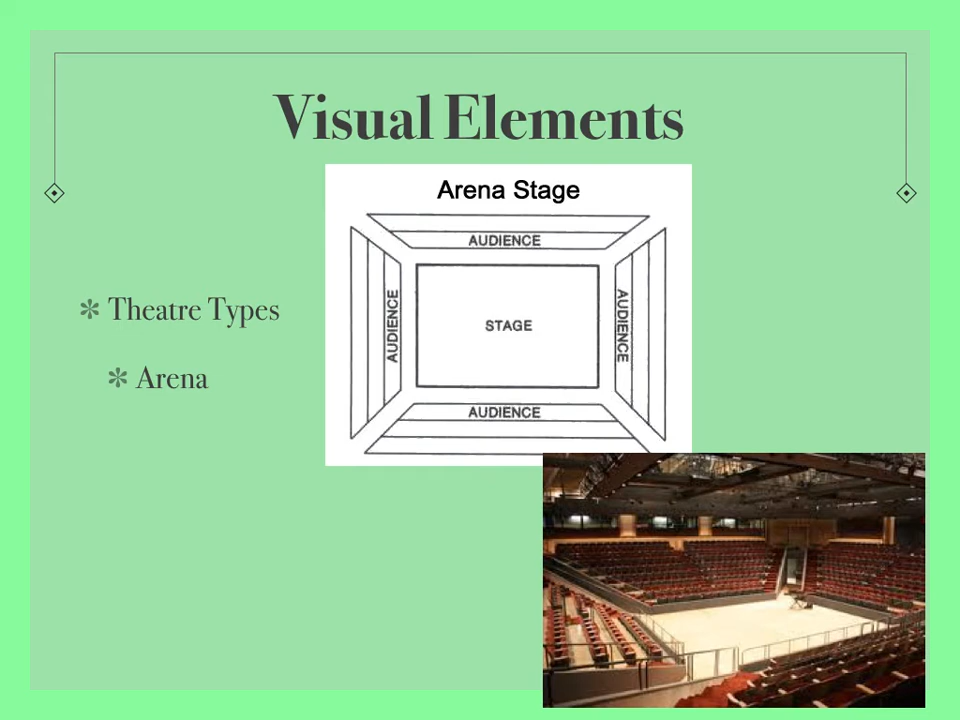 Visual Elements
Arena Stage
AUDIENCE
AUDIENCE
STAGE
AUDIENCE
AUDIENCE
Theatre Types
Arena